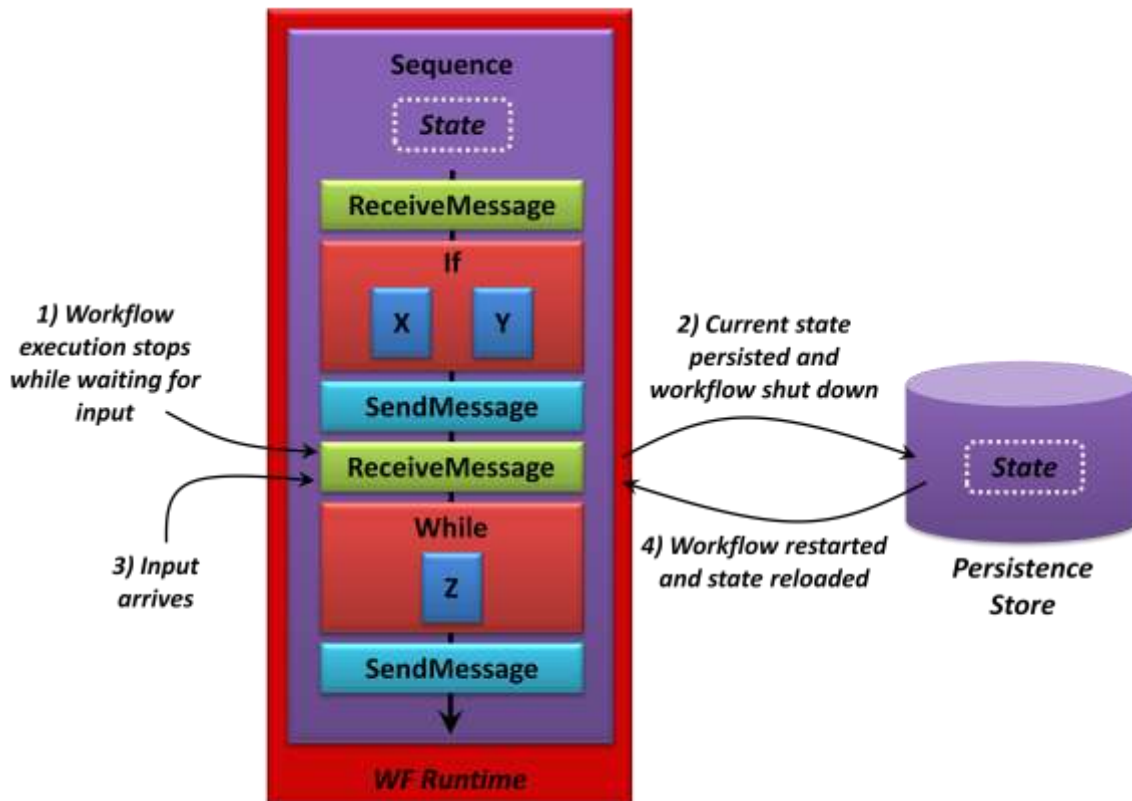 Sequence
State
ReceiveMessage
If
X
Y
SendMessage
ReceiveMessage
While
Z
SendMessage
WF Runtime
1) Workflow
execution stops
while waiting for
input
3) Input
arrives
2) Current state
persisted and
workflow shut down
4) Workflow restarted
and state reloaded
State
Persistence
Store